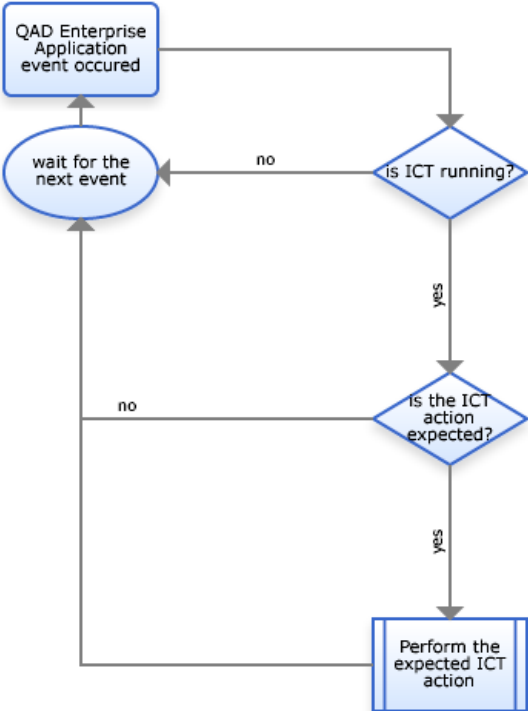 QAD Enterprise
Application
event occured
wait for the
next event
no
is ICT running?
yes
is the ICT
action
expected?
no
yes
Perform the
expected ICT
action